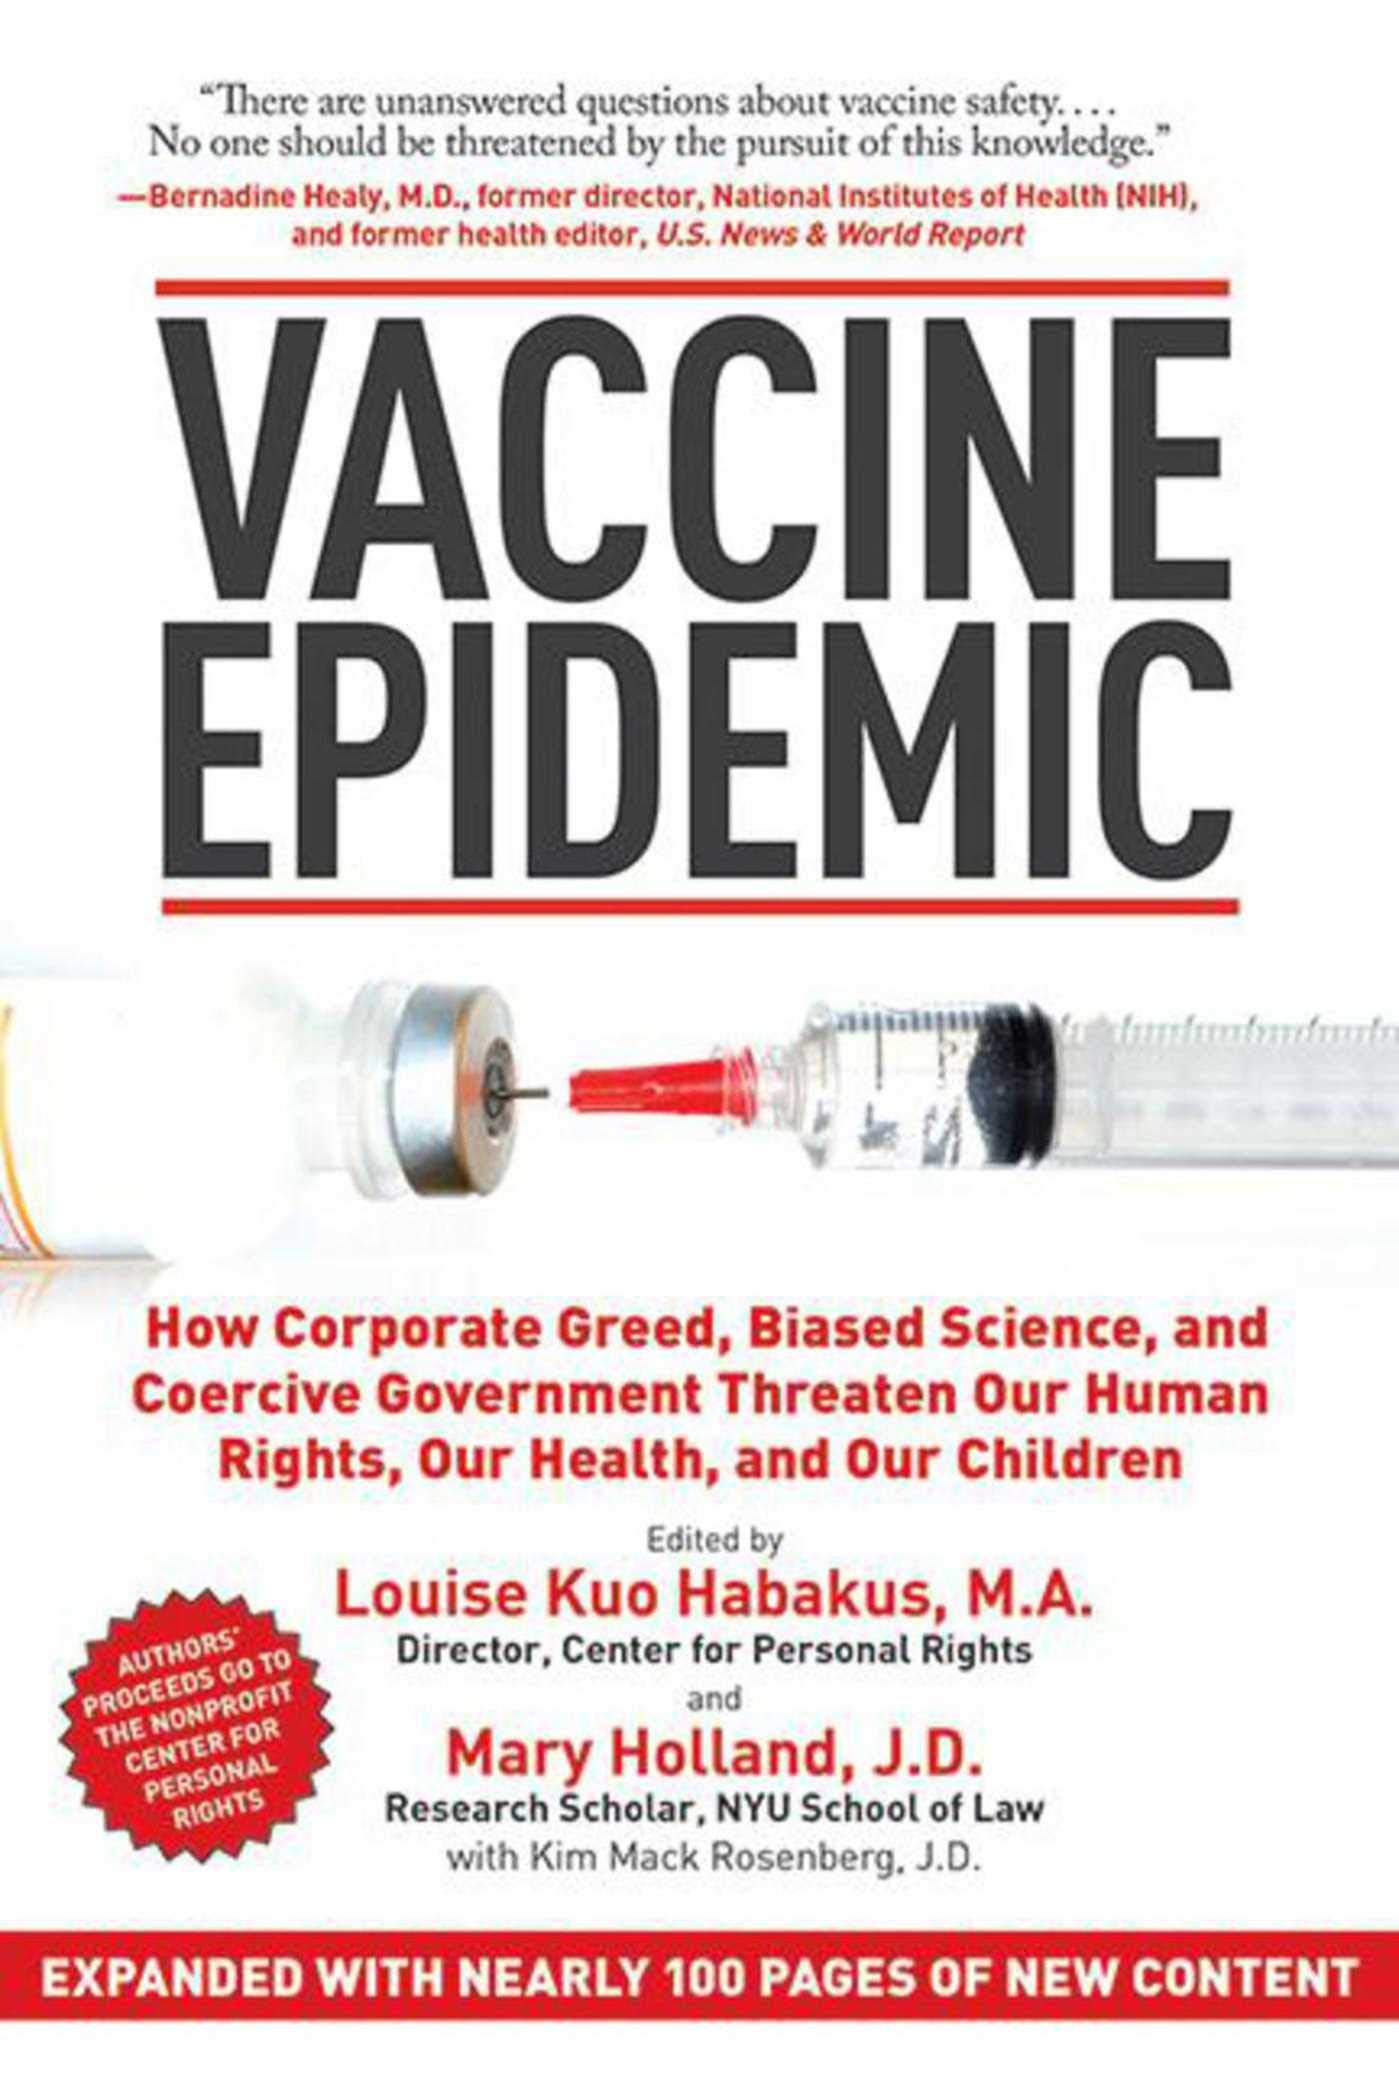 “There are unanswered questions about vaccine safety. . . .
No one should be threatened by the pursuit of this knowledge.”
—Bernadine Healy, M.D., former director, National Institutes of Health (NIH),
and former health editor, U.S. News & World Report
VACCINE
EPIDEMIC
How Corporate Greed, Biased Science, and
Coercive Government Threaten Our Human
Rights, Our Health, and Our Children
Edited by
Louise Kuo Habakus, M.A.
Director, Center for Personal Rights
and
Mary Holland, J.D.
Research Scholar, NYU School of Law
with Kim Mack Rosenberg, J.D.
AUTHORS'
PROCEEDS GO TO
THE NONPROFIT
CENTER FOR
PERSONAL
RIGHTS
EXPANDED WITH NEARLY 100 PAGES OF NEW CONTENT